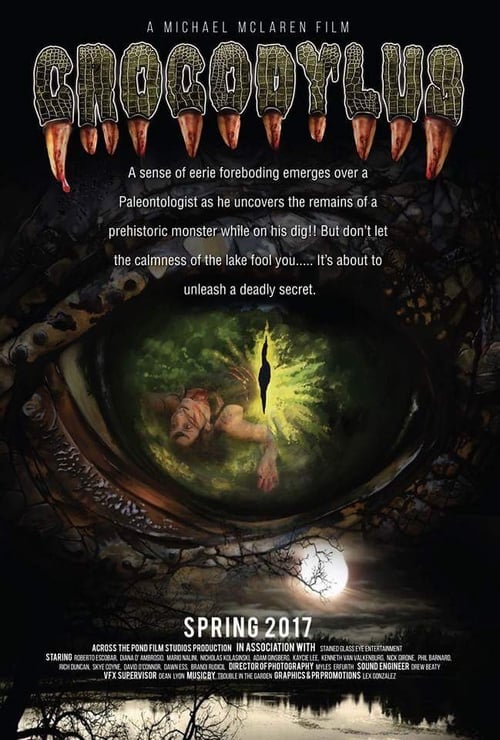 A MICHAEL MCLAREN FILM
CROCODYLUS
A sense of eerie foreboding emerges over a
Paleontologist as he uncovers the remains of a
prehistoric monster while on his dig!! But don't let
the calmness of the lake fool you..... It's about to
unleash a deadly secret.
SPRING 2017
ACROSS THE POND FILM STUDIOS PRODUCTION IN ASSOCIATION WITH STAINED GLASS EYE ENTERTAINMENT
STARING ROBERTO ESCOBAR, DIANA D' AMBROSIO, MARIO NALINI, NICHOLAS KOLASINSKI, ADAM GINSBERG, KAYCIE LEE, KENNETH VAN VALKENBURG, NICK GIRONE, PHIL BARNARD,
RICH DUNCAN, SKYE COYNE, DAVID O'CONNOR, DAWN ESS, BRANDI RUDICIL DIRECTOR OF PHOTOGRAPHY MYLES ERFURTH SOUND ENGINEER DREW BEATY
VFX SUPERVISOR DEAN LYON MUSIC BY, TROUBLE IN THE GARDEN GRAPHICS & PR PROMOTIONS LEX GONZALEZ